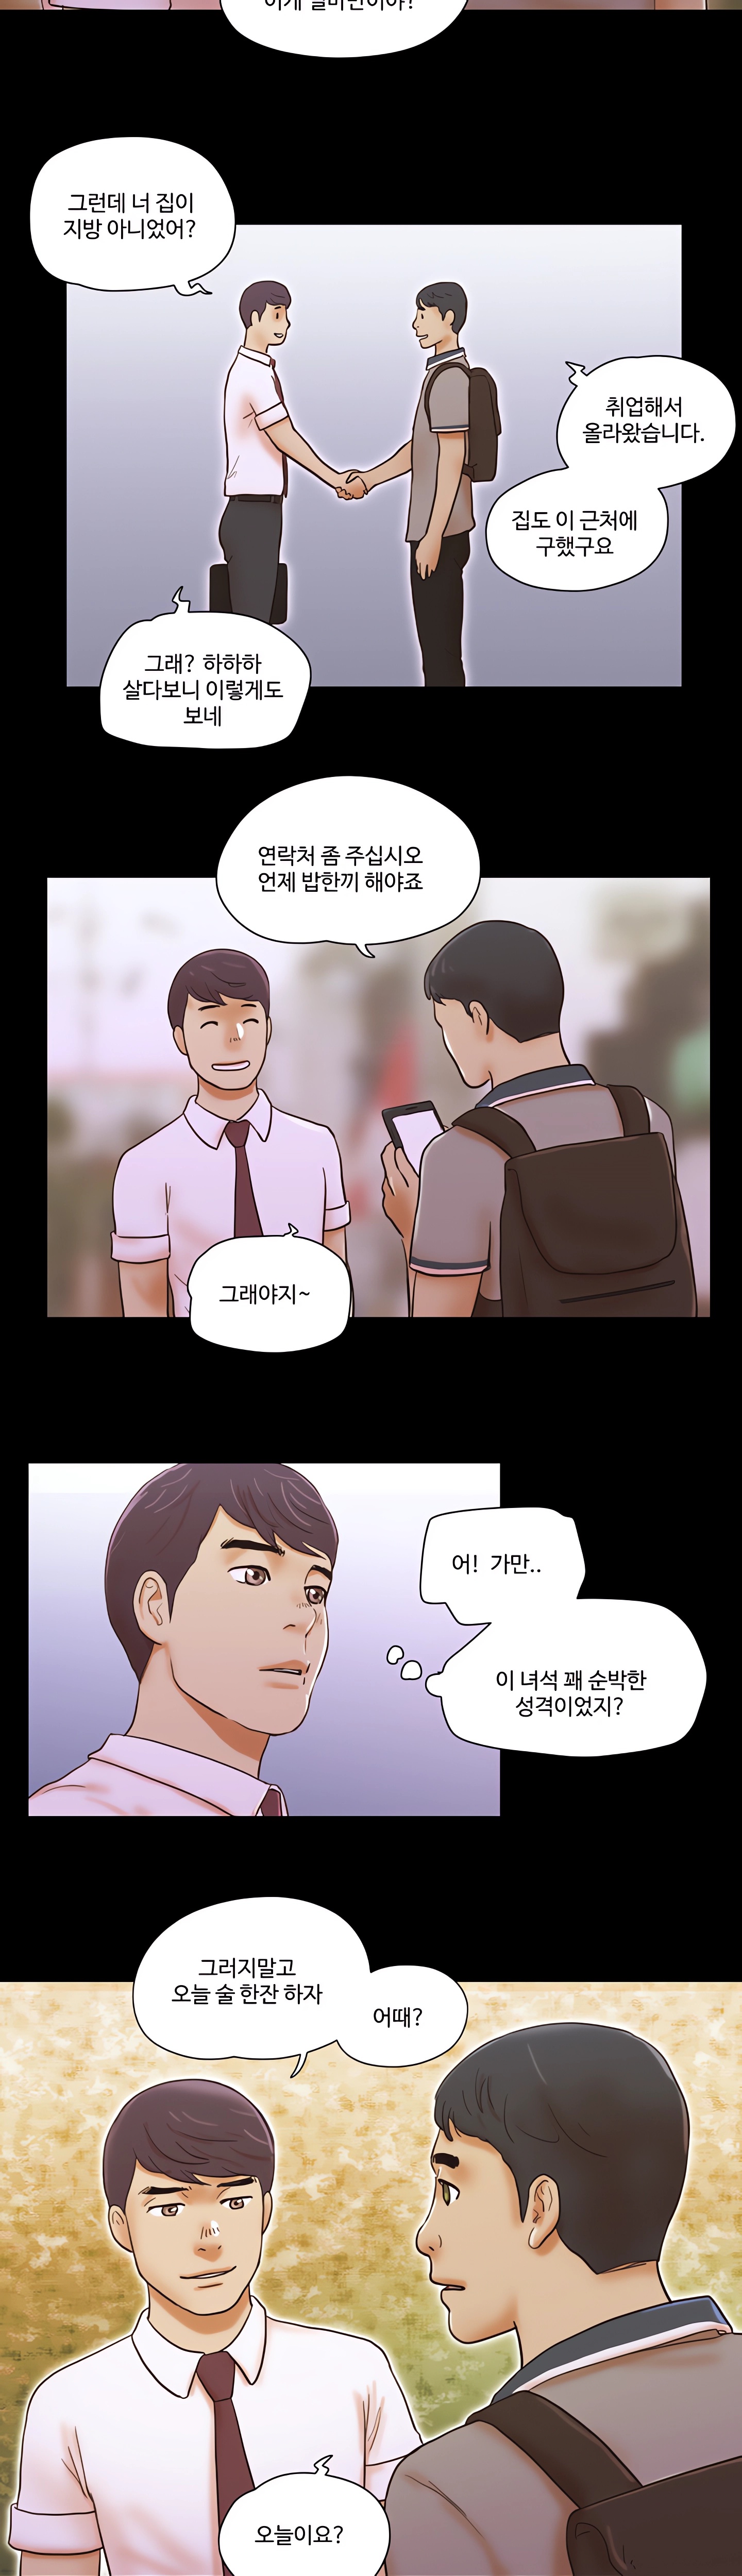 그런데 너 집이
지방 아니었어?
취업해서
올라왔습니다.
집도 이 근처에
구했구요
그래? 하하하
살다보니 이렇게도
보네
연락처 좀 주십시오
언제 밥한끼 해야죠
그래야지~
어! 가만..
이 녀석 꽤 순박한
성격이었지?
그러지말고
오늘 술 한잔 하자
어때?
오늘이요?